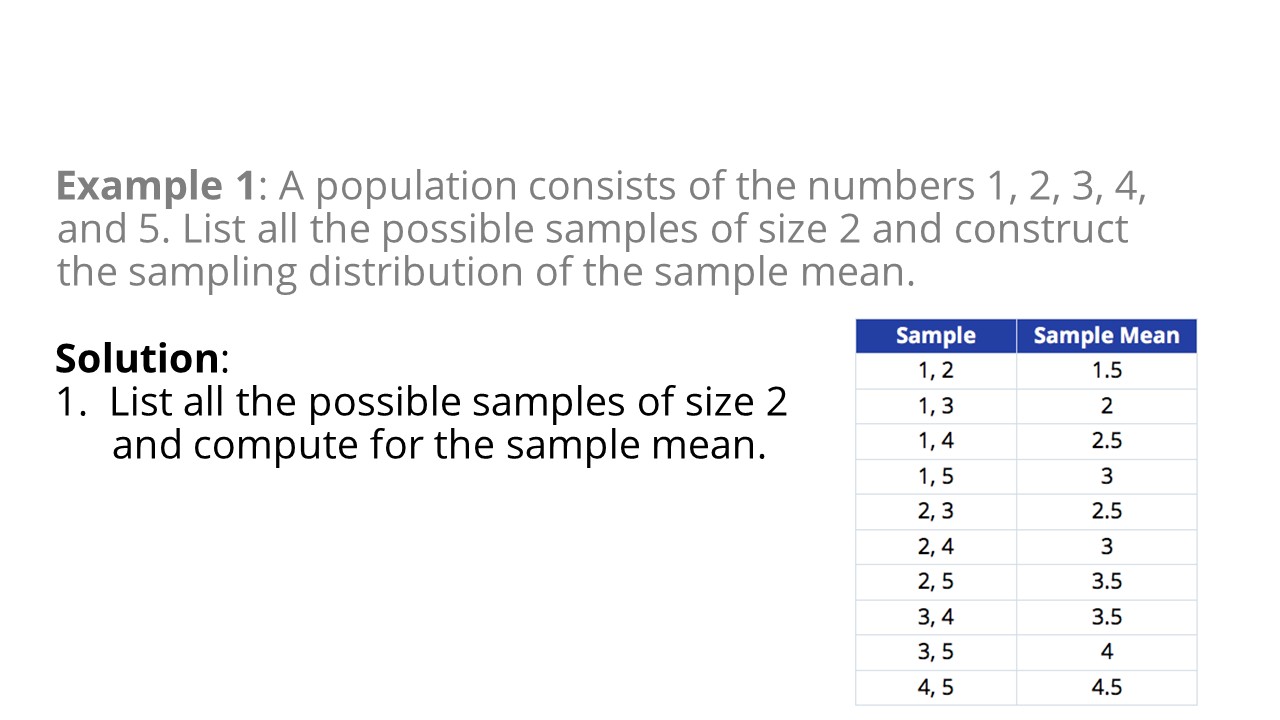 Example 1: A population consists of the numbers 1, 2, 3, 4,
and 5. List all the possible samples of size 2 and construct
the sampling distribution of the sample mean.
Solution:
1. List all the possible samples of size 2
and compute for the sample mean.
Sample Sample Mean
1, 2 1.5
1, 3 2
1, 4 2.5
1, 5 3
2, 3 2.5
2, 4 3
2, 5 3.5
3, 4 3.5
3, 5 4
4, 5 4.5